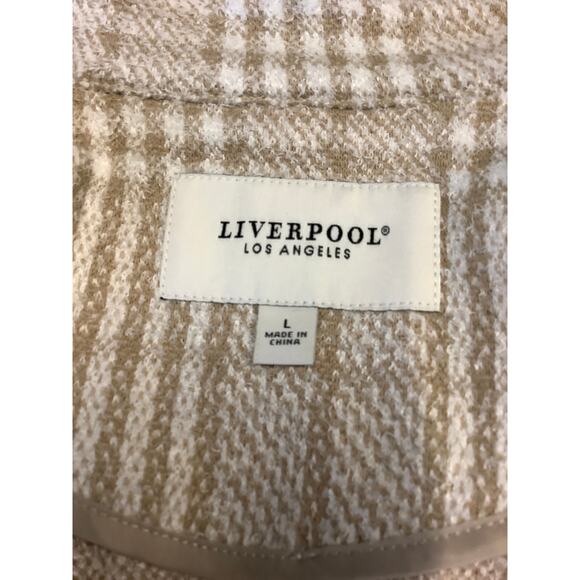 LIVERPOOL®
LOS ANGELES
L
MADE IN
CHINA